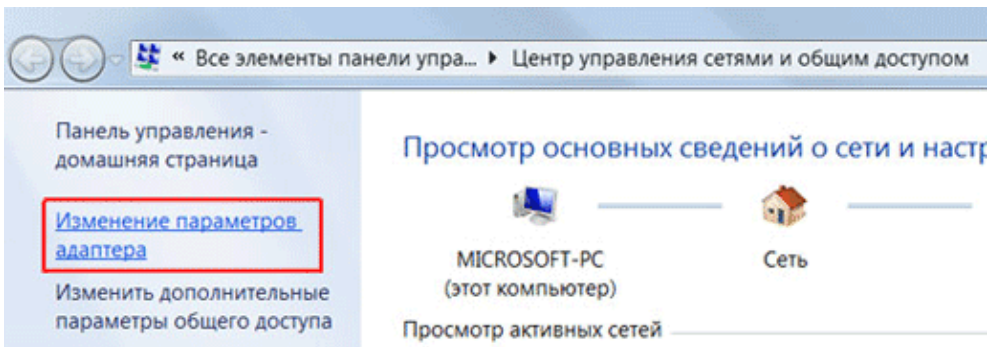 « Все элементы панели упра... ▸ Центр управления сетями и общим доступом
Панель управления -
домашняя страница
Изменение параметров
адаптера
Изменить дополнительные
параметры общего доступа
Просмотр основных сведений о сети и настр
MICROSOFT-PC
(этот компьютер)
Сеть
Просмотр активных сетей